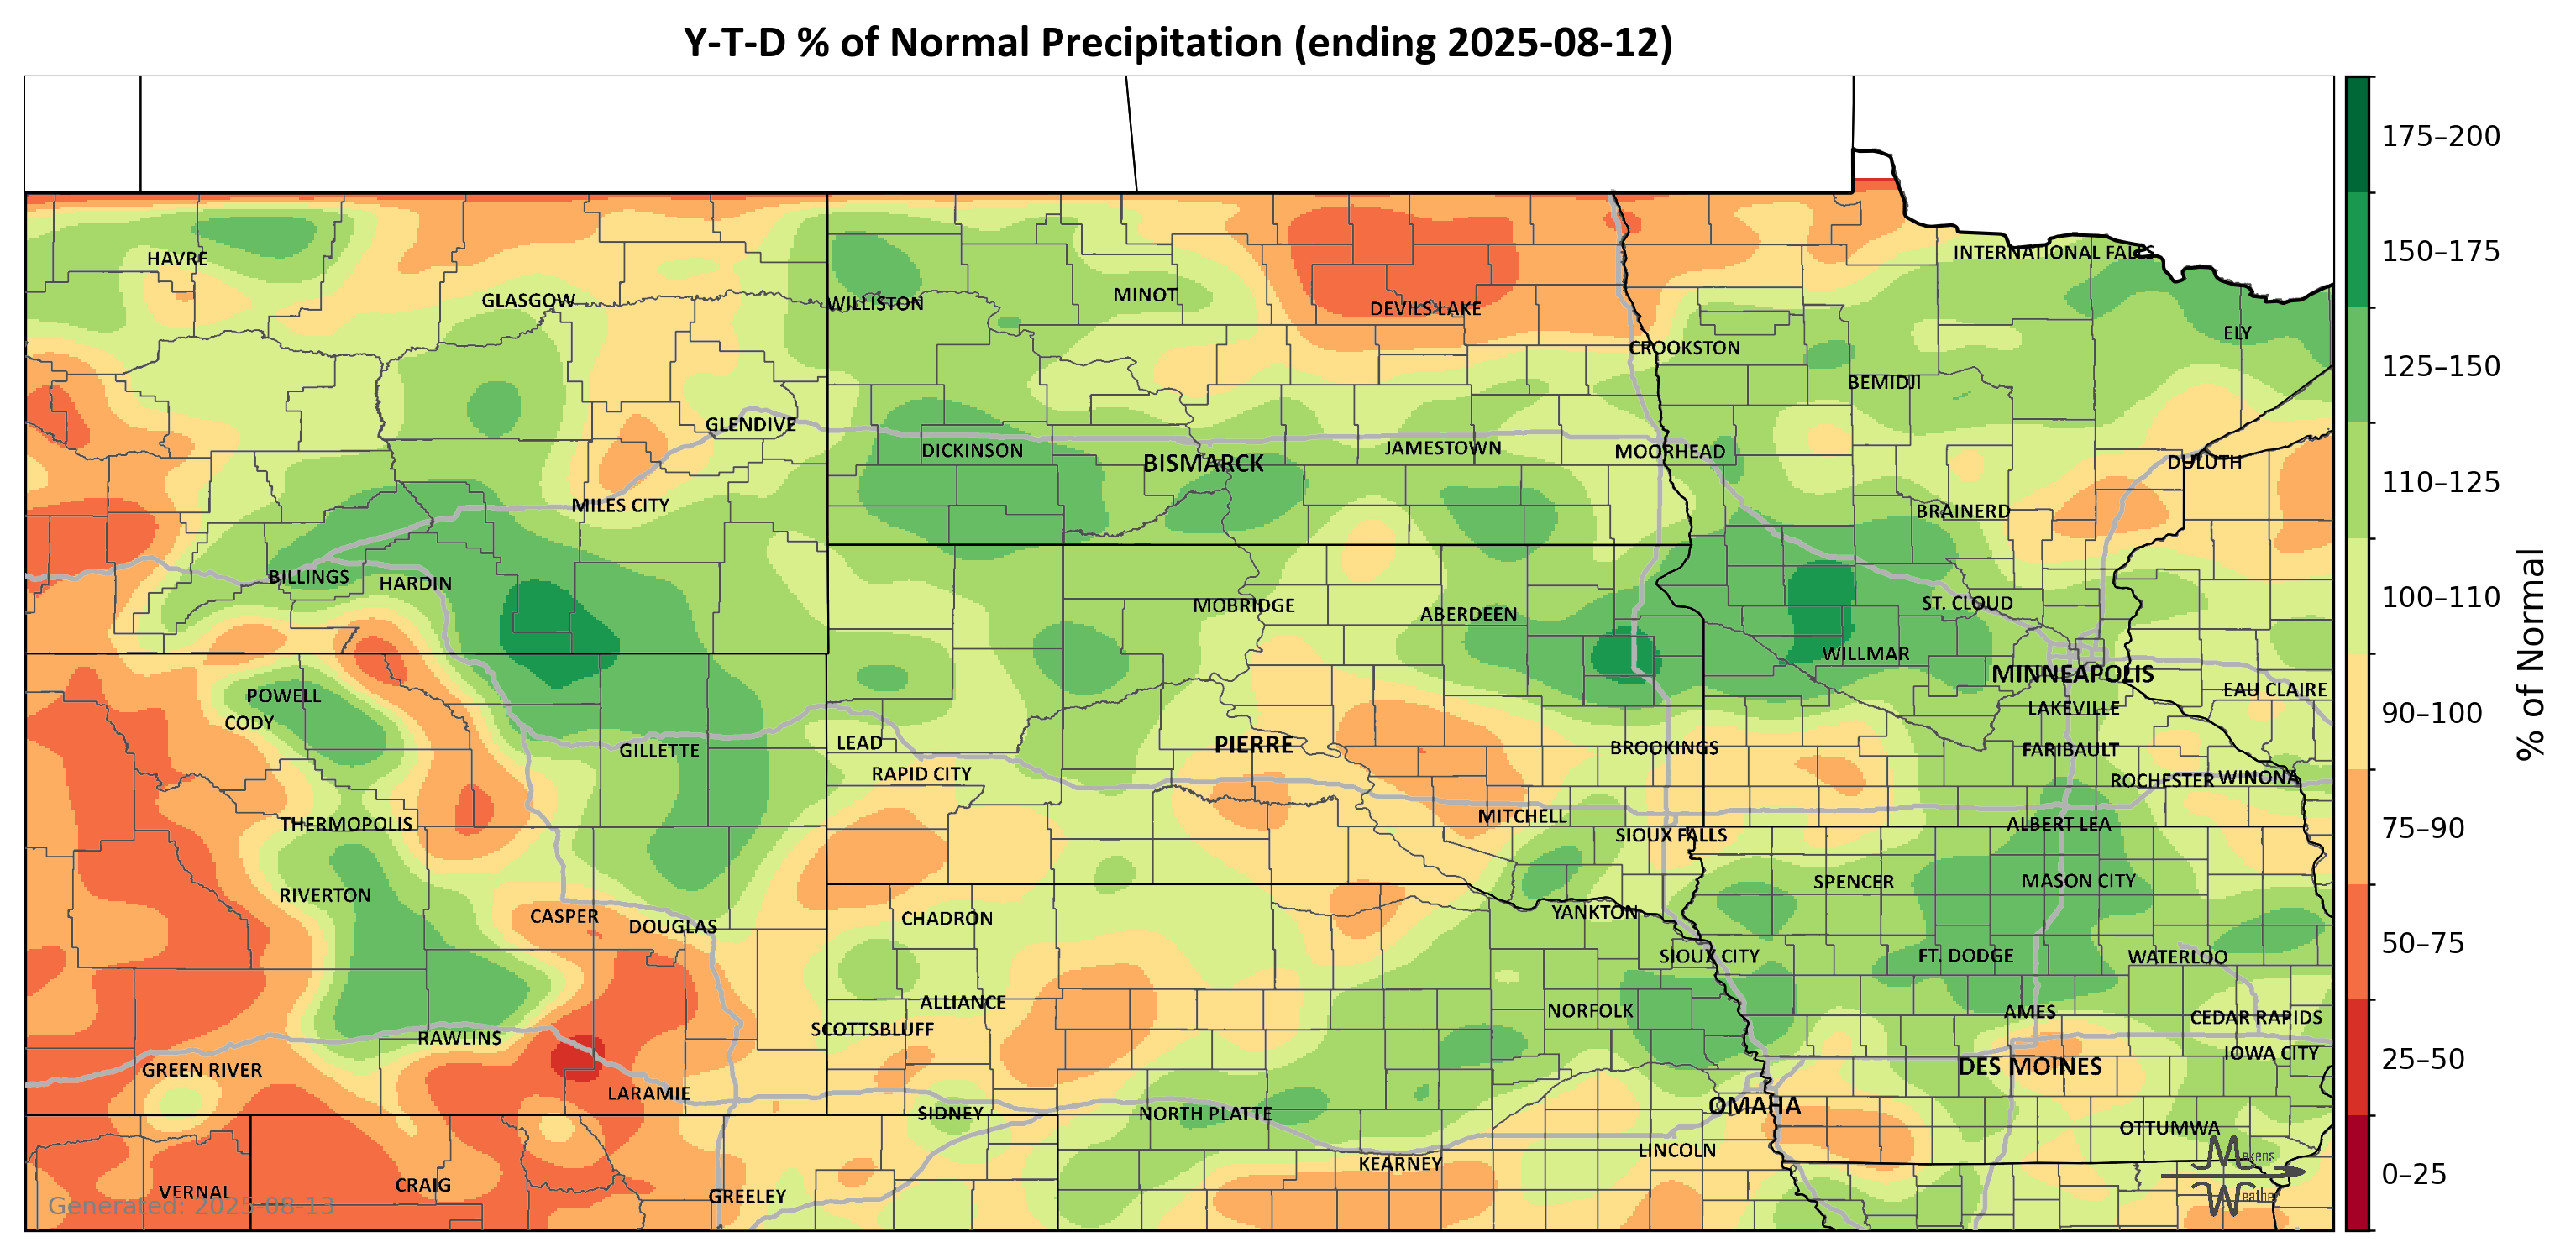 Y-T-D % of Normal Precipitation (ending 2025-08-12)
175–200
150–175
125–150
110–125
100–110
90–100
75–90
50–75
25–50
0–25
% of Normal
HAVRE
INTERNATIONAL FALLS
GLASGOW
WILLISTON
MINOT
DEVILS LAKE
ELY
CROOKSTON
BEMIDJI
GLENDIVE
DICKINSON
BISMARCK
JAMESTOWN
MOORHEAD
DULUTH
MILES CITY
BRAINERD
BILLINGS
HARDIN
MOBRIDGE
ABERDEEN
ST. CLOUD
WILLMAR
MINNEAPOLIS
POWELL
EAU CLAIRE
CODY
LAKEVILLE
GILLETTE
LEAD
PIERRE
BROOKINGS
FARIBAULT
RAPID CITY
ROCHESTER
WINONA
THERMOPOLIS
MITCHELL
ALBERT LEA
SIOUX FALLS
RIVERTON
SPENCER
MASON CITY
CASPER
DOUGLAS
CHADRON
YANKTON
SIOUX CITY
FT. DODGE
WATERLOO
ALLIANCE
NORFOLK
AMES
CEDAR RAPIDS
SCOTTSBLUFF
RAWLINS
IOWA CITY
GREEN RIVER
DES MOINES
LARAMIE
OMAHA
SIDNEY
NORTH PLATTE
OTTUMWA
LINCOLN
KEARNEY
VERNAL
CRAIG
GREELEY
Generated: 2025-08-13
Makens
Weather